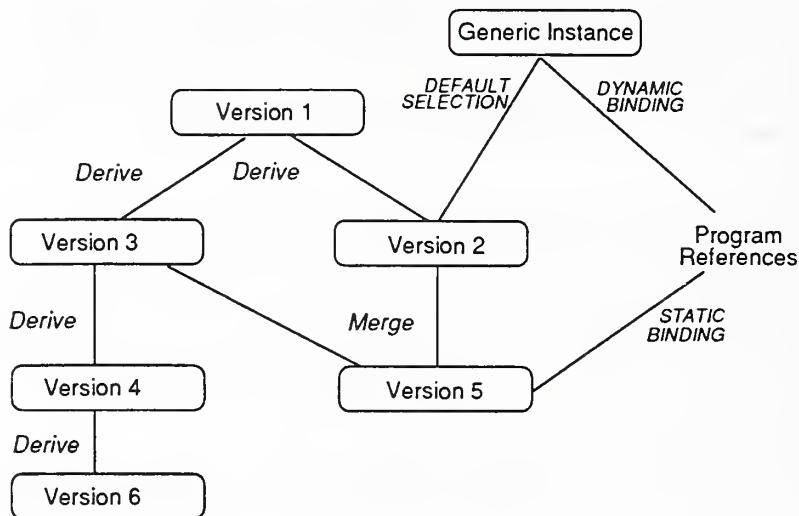 Generic Instance
DEFAULT
SELECTION
DYNAMIC
BINDING
Version 1
Derive
Derive
Version 3
Version 2
Program
References
Derive
Merge
STATIC
BINDING
Version 4
Version 5
Derive
Version 6